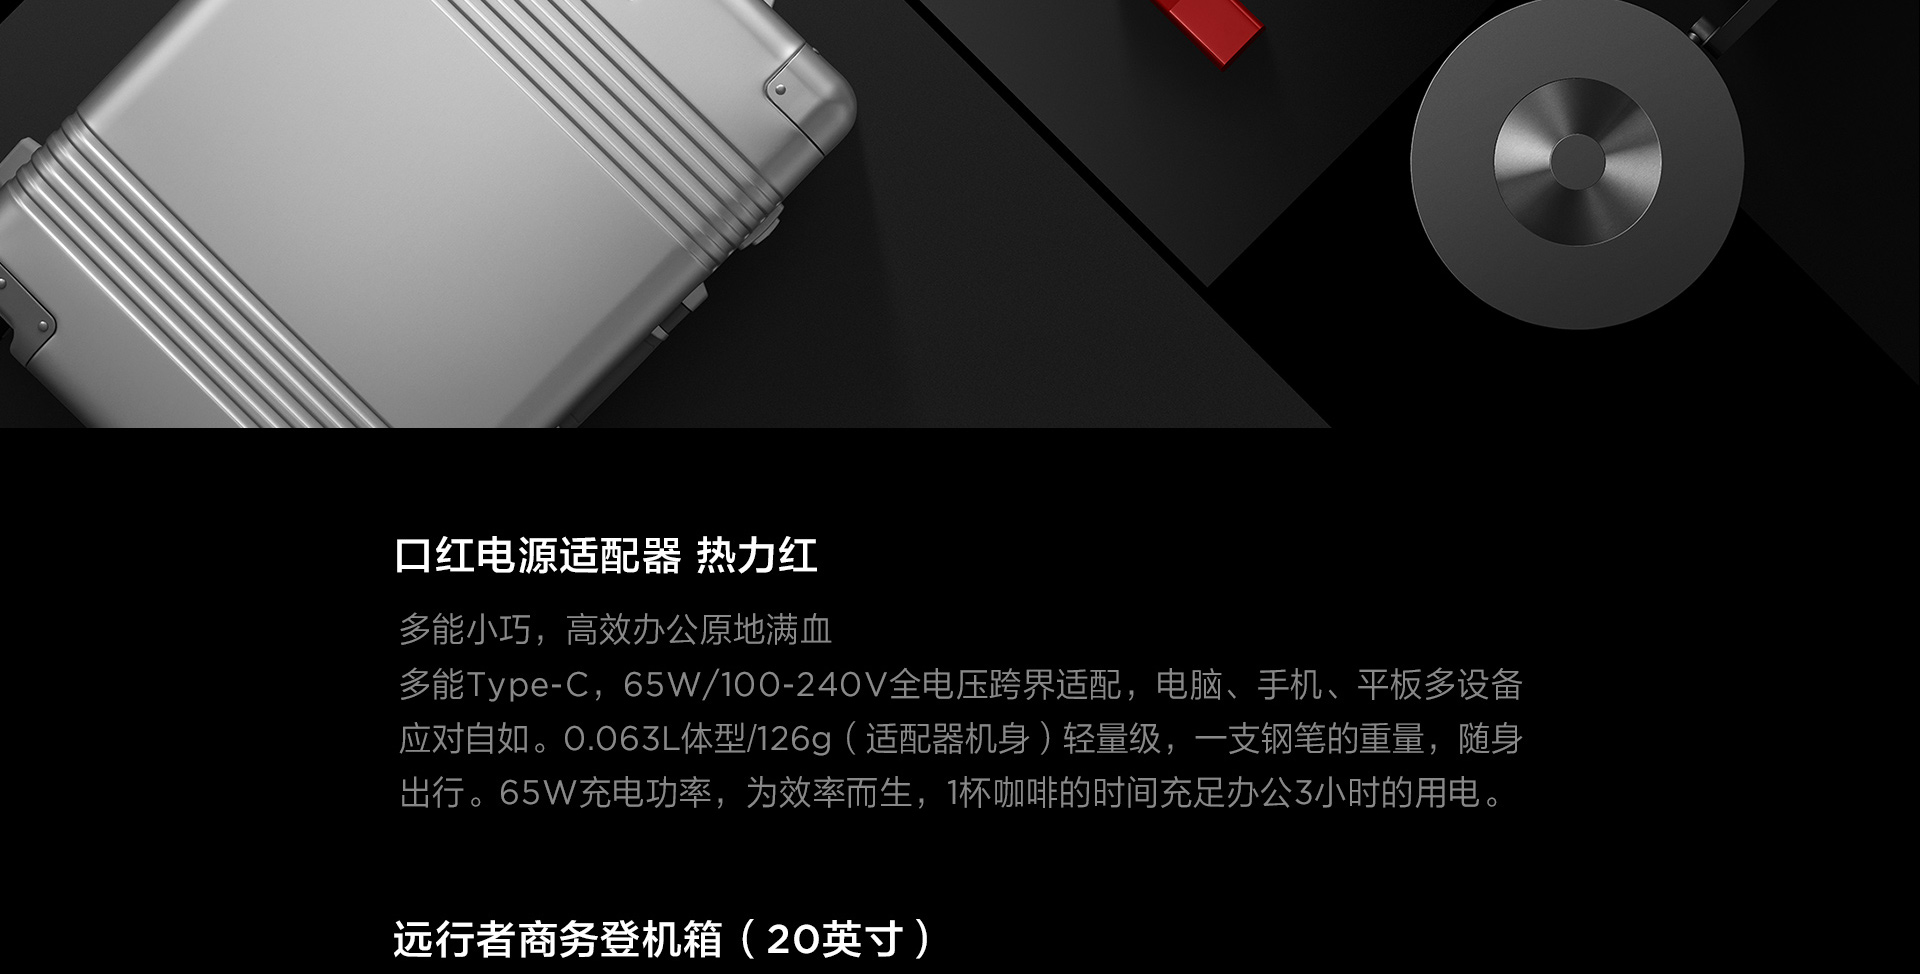 口红电源适配器 热力红
多能小巧，高效办公原地满血
多能Type-C，65W/100-240V全电压跨界适配，电脑、手机、平板多设备
应对自如。0.063L体型/126g（适配器机身）轻量级，一支钢笔的重量，随身
出行。65W充电功率，为效率而生，1杯咖啡的时间充足办公3小时的用电。
远行者商务登机箱（20英寸）